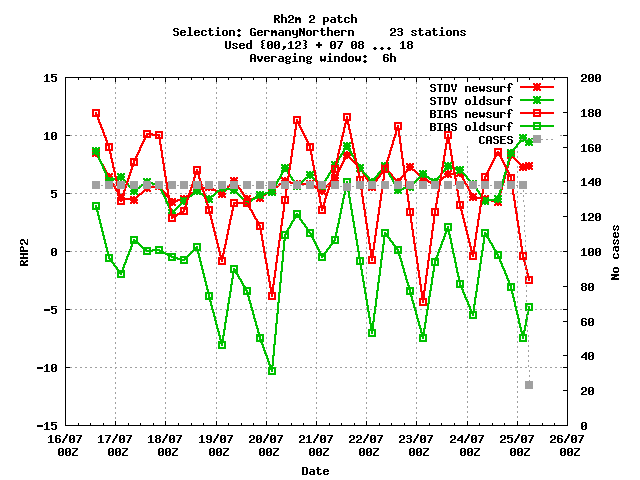 Rh2m 2 patch
Selection: GermanyNorthern     23 stations
Used {00,12} + 07 08 ... 18
Averaging window:  6h
STDV newsurf
STDV oldsurf
BIAS newsurf
BIAS oldsurf
CASES
15
10
5
0
-5
-10
-15
RHP2
200
180
160
140
120
100
80
60
40
20
0
No cases
16/07 17/07 18/07 19/07 20/07 21/07 22/07 23/07 24/07 25/07 26/07
00Z 00Z 00Z 00Z 00Z 00Z 00Z 00Z 00Z 00Z 00Z
Date